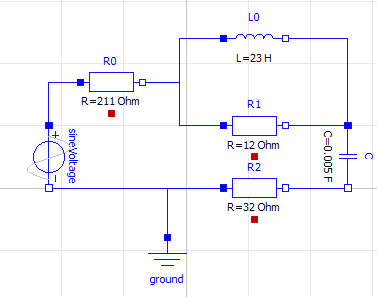 L0
L=23 H
R0
R=211 Ohm
R1
R=12 Ohm
R2
R=32 Ohm
C
C=0.005 F
+
sineVoltage
−
ground